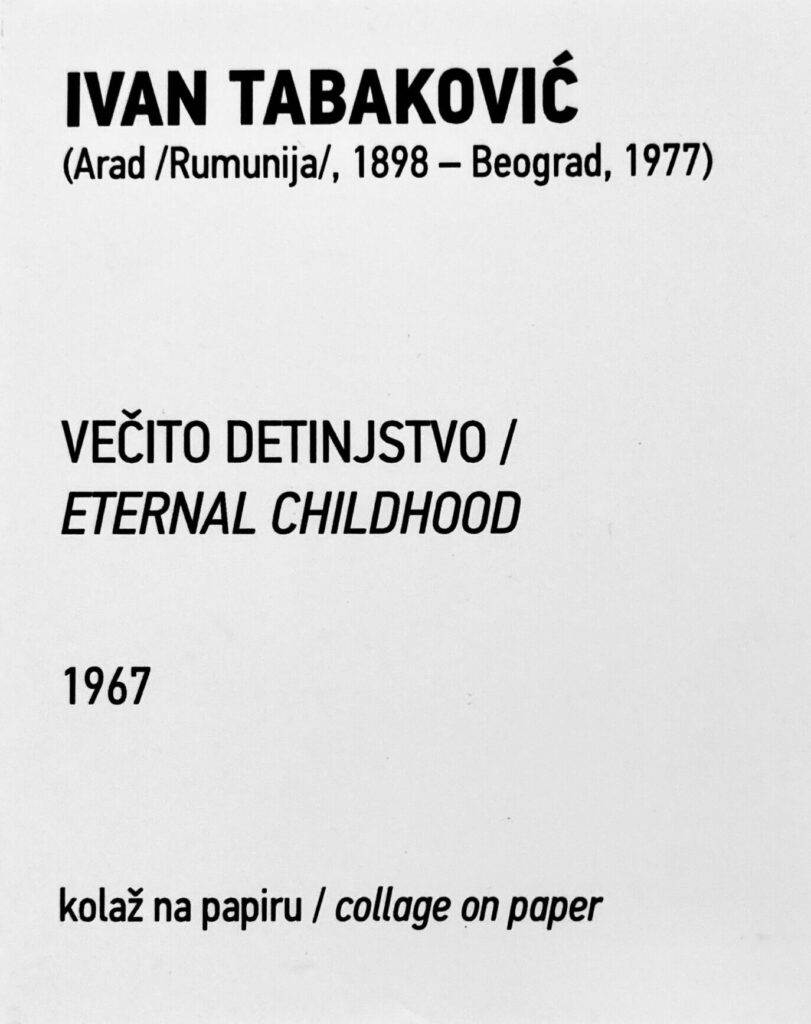 IVAN TABAKOVIĆ
(Arad /Rumunija/, 1898 – Beograd, 1977)
VEČITO DETINJSTVO /
ETERNAL CHILDHOOD
1967
kolaž na papiru / collage on paper